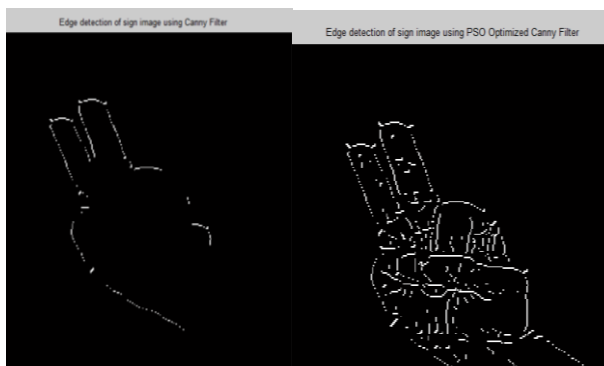 Edge detection of sign image using Canny Filter
Edge detection of sign image using PSO Optimized Canny Filter